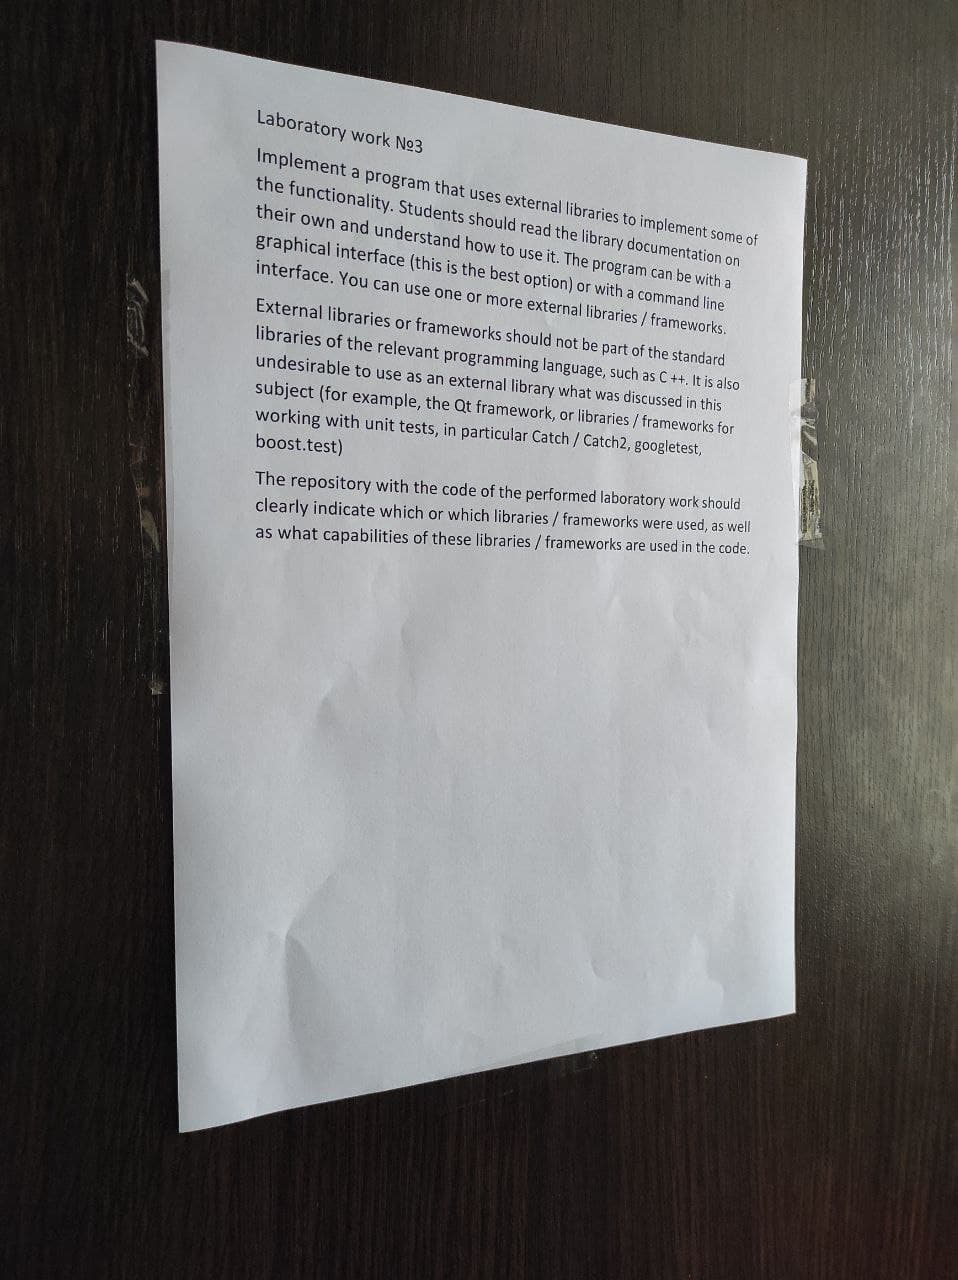 Laboratory work №3
Implement a program that uses external libraries to implement some of
the functionality. Students should read the library documentation on
their own and understand how to use it. The program can be with a
graphical interface (this is the best option) or with a command line
interface. You can use one or more external libraries / frameworks.
External libraries or frameworks should not be part of the standard
libraries of the relevant programming language, such as C ++. It is also
undesirable to use as an external library what was discussed in this
subject (for example, the Qt framework, or libraries / frameworks for
working with unit tests, in particular Catch / Catch2, googletest,
boost.test)
The repository with the code of the performed laboratory work should
clearly indicate which or which libraries / frameworks were used, as well
as what capabilities of these libraries / frameworks are used in the code.